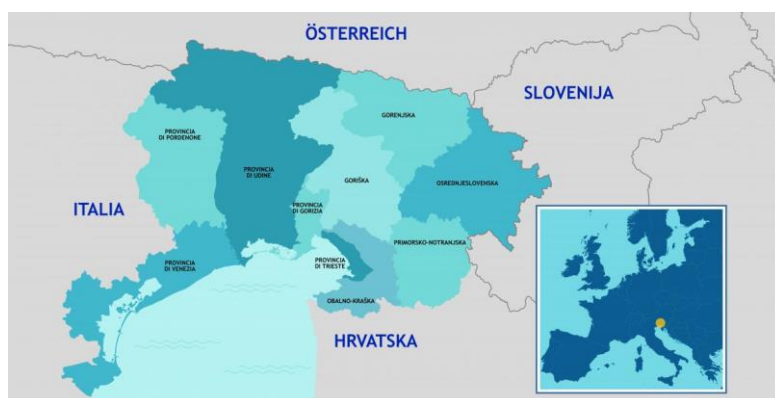 ÖSTERREICH
SLOVENIJA
GORENJSKA
PROVINCIA
DI PORDENONE
PROVINCIA
DI UDINE
GORIŠKA
OSREDNJESLOVENSKA
ITALIA
PROVINCIA
DI GORIZIA
PRIMORSKO-NOTRANJSKA
PROVINCIA
DI VENEZIA
PROVINCIA
DI TRIESTE
OBALNO-KRAŠKA
HRVATSKA